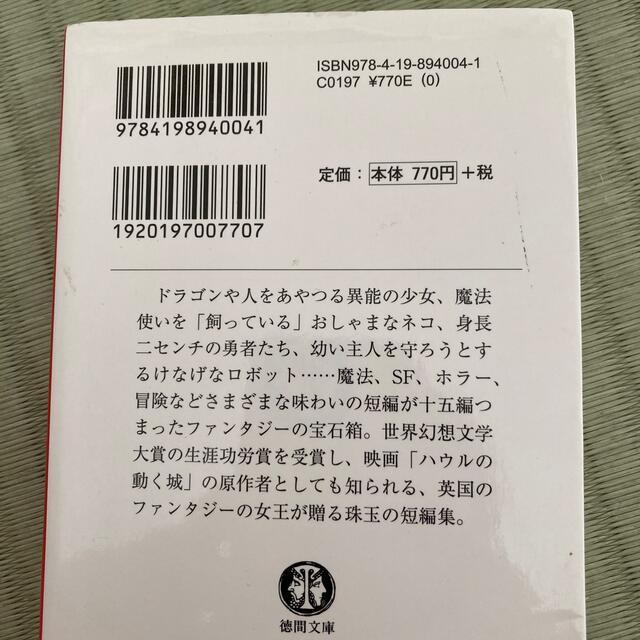 ISBN978-4-19-894004-1
C0197 ¥770E (0)
9784198940041
定価：本体 770円＋税
1920197007707
ドラゴンや人をあやつる異能の少女、魔法
使いを「飼っている」おしゃまなネコ、身長
二センチの勇者たち、幼い主人を守ろうとす
るけなげなロボット……魔法、SF、ホラー、
冒険などさまざまな味わいの短編が十五編つ
まったファンタジーの宝石箱。世界幻想文学
大賞の生涯功労賞を受賞し、映画「ハウルの
動く城」の原作者としても知られる、英国の
ファンタジーの女王が贈る珠玉の短編集。
徳間文庫